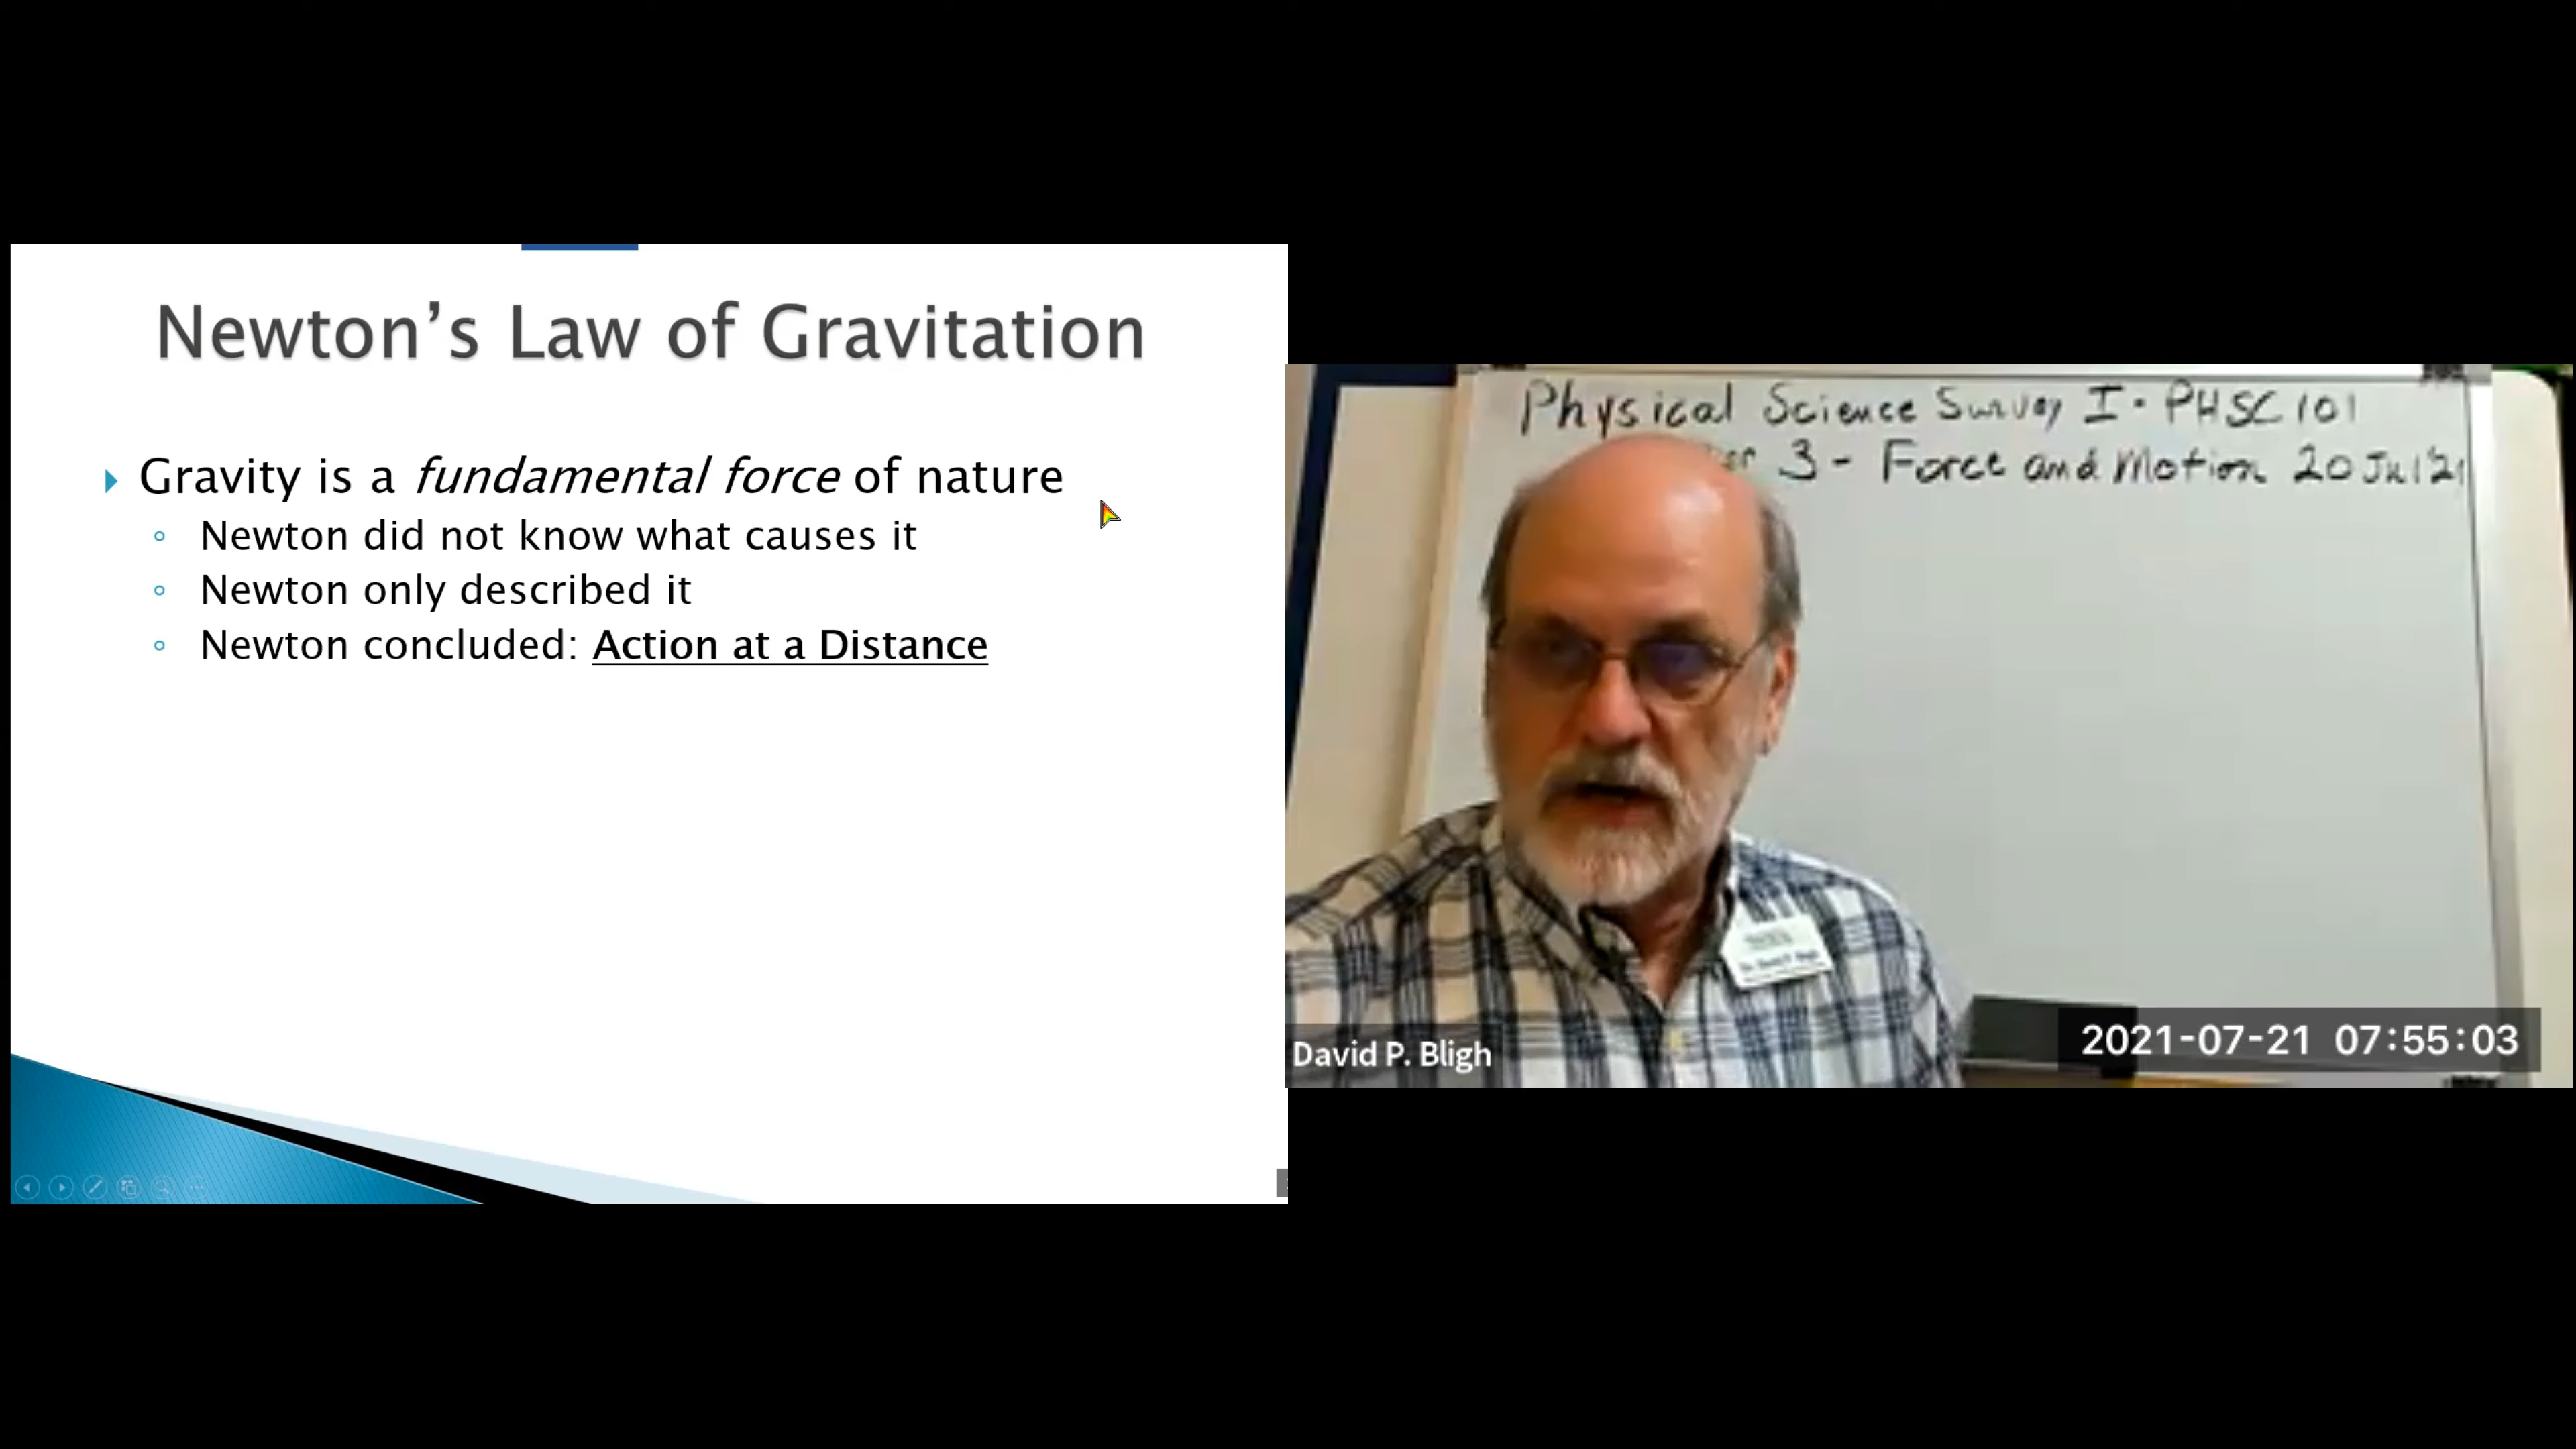 Newton’s Law of Gravitation
Gravity is a fundamental force of nature
Newton did not know what causes it
Newton only described it
Newton concluded: Action at a Distance
Physical Science Survey I - PHSC 101
3 - Force and Motion 20 Jul 21
David P. Bligh
2021-07-21 07:55:03